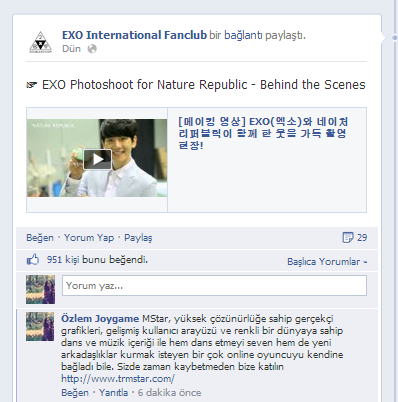 EXO International Fanclub bir bağlantı paylaştı.
Dün
☞ EXO Photoshoot for Nature Republic - Behind the Scenes
NATURE REPUBLIC
[메이킹 영상] EXO(엑소)와 네이처
리퍼블릭이 함께 한 웃음 가득 촬영
현장!
Beğen · Yorum Yap · Paylaş
29
951 kişi bunu beğendi.
Başlıca Yorumlar
Yorum yaz...
Özlem Joygame MStar, yüksek çözünürlüğe sahip gerçekçi
grafikleri, gelişmiş kullanıcı arayüzü ve renkli bir dünyaya sahip
dans ve müzik içeriği ile hem dans etmeyi seven hem de yeni
arkadaşlıklar kurmak isteyen bir çok online oyuncuyu kendine
bağladı bile. Sizde zaman kaybetmeden bize katılın
http://www.trmstar.com/
Beğen · Yanıtla · 6 dakika önce